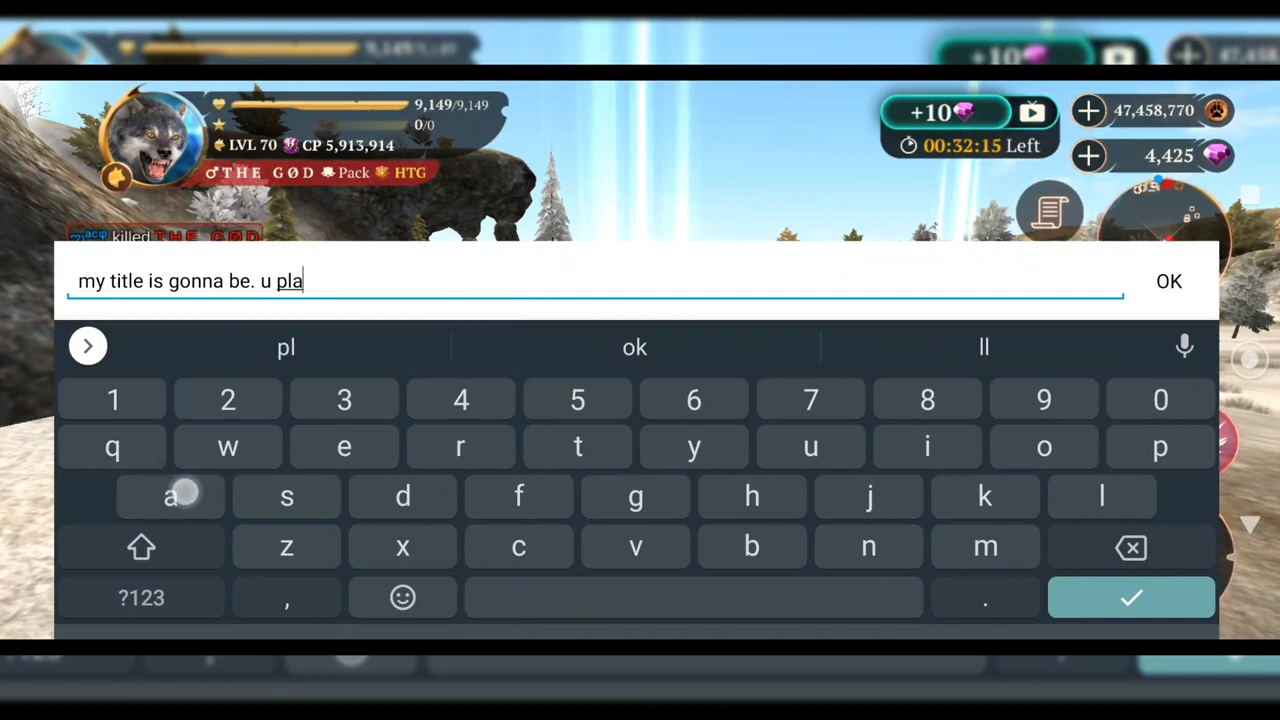 9,149/9,149
0/0
LVL 70 CP 5,913,914
♂THE GØD Pack HTG
+10
00:32:15 Left
47,458,770
4,425
killed THE GØD
my title is gonna be. u pla
OK
pl ok ll
1 2 3 4 5 6 7 8 9 0
q w e r t y u i o p
a s d f g h j k l
z x c v b n m
?123 , .